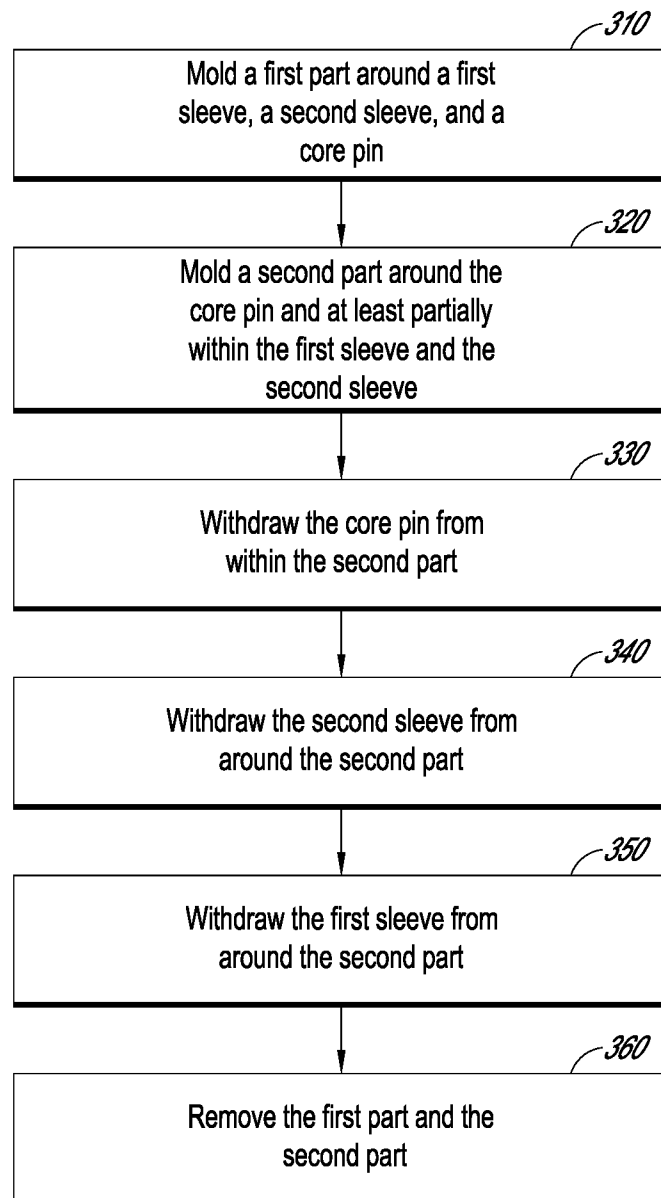 310
Mold a first part around a first
sleeve, a second sleeve, and a
core pin
320
Mold a second part around the
core pin and at least partially
within the first sleeve and the
second sleeve
330
Withdraw the core pin from
within the second part
340
Withdraw the second sleeve from
around the second part
350
Withdraw the first sleeve from
around the second part
360
Remove the first part and the
second part